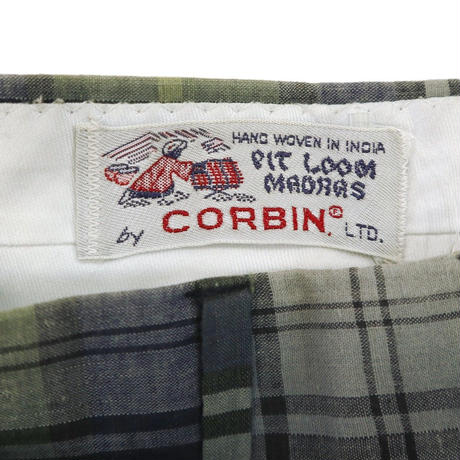 HAND WOVEN IN INDIA
PIT LOOM
MADRAS
by CORBIN.® LTD.